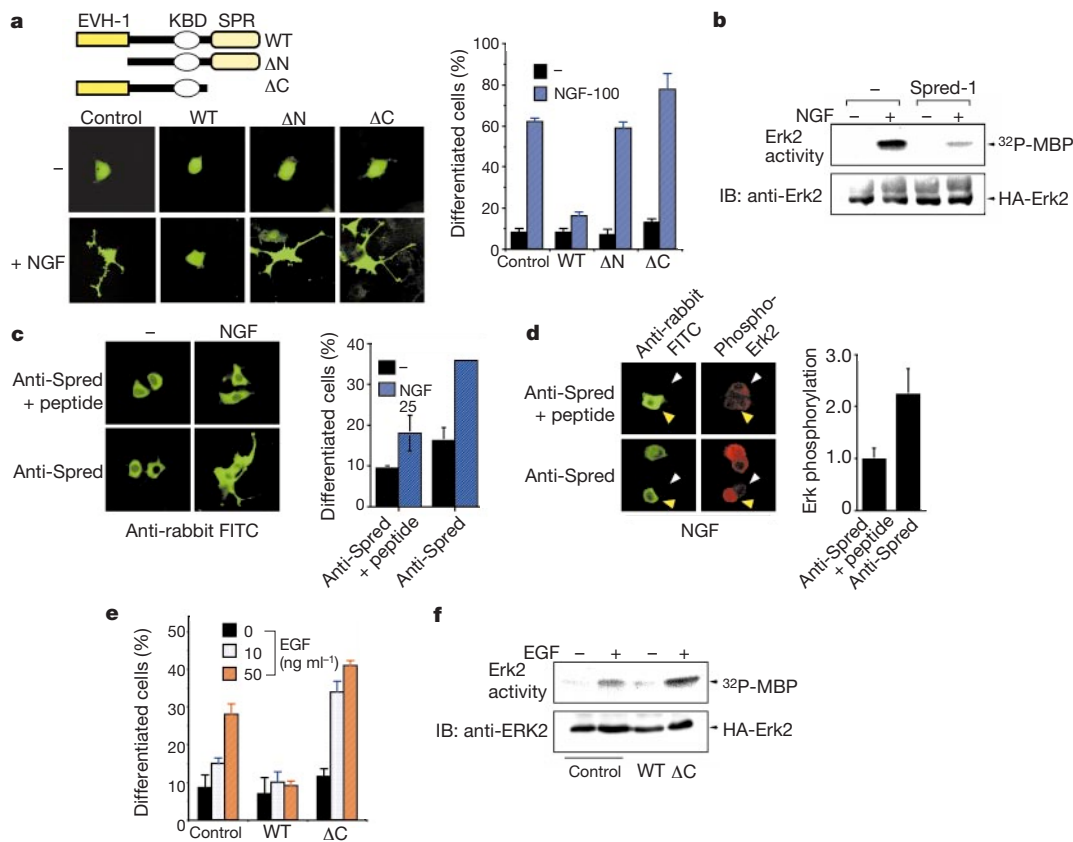 a
EVH-1 KBD SPR
WT
ΔN
ΔC
Control WT ΔN ΔC
–
+ NGF
Differentiated cells (%)
100
80
60
40
20
0
–
NGF-100
Control WT ΔN ΔC
b
– Spred-1
NGF – + – +
Erk2 activity
³²P-MBP
IB: anti-Erk2
HA-Erk2
c
– NGF
Anti-Spred
+ peptide
Anti-Spred
Anti-rabbit FITC
Differentiated cells (%)
40
30
20
10
0
–
NGF
25
Anti-Spred
+ peptide
Anti-Spred
d
Anti-rabbit
FITC
Phospho-
Erk2
Anti-Spred
+ peptide
Anti-Spred
NGF
Erk phosphorylation
3.0
2.0
1.0
0
Anti-Spred
+ peptide
Anti-Spred
e
Differentiated cells (%)
50
40
30
20
10
0
0
10
50
EGF
(ng ml⁻¹)
Control WT ΔC
f
EGF – + – +
Erk2
activity
³²P-MBP
IB: anti-ERK2
HA-Erk2
Control WT ΔC